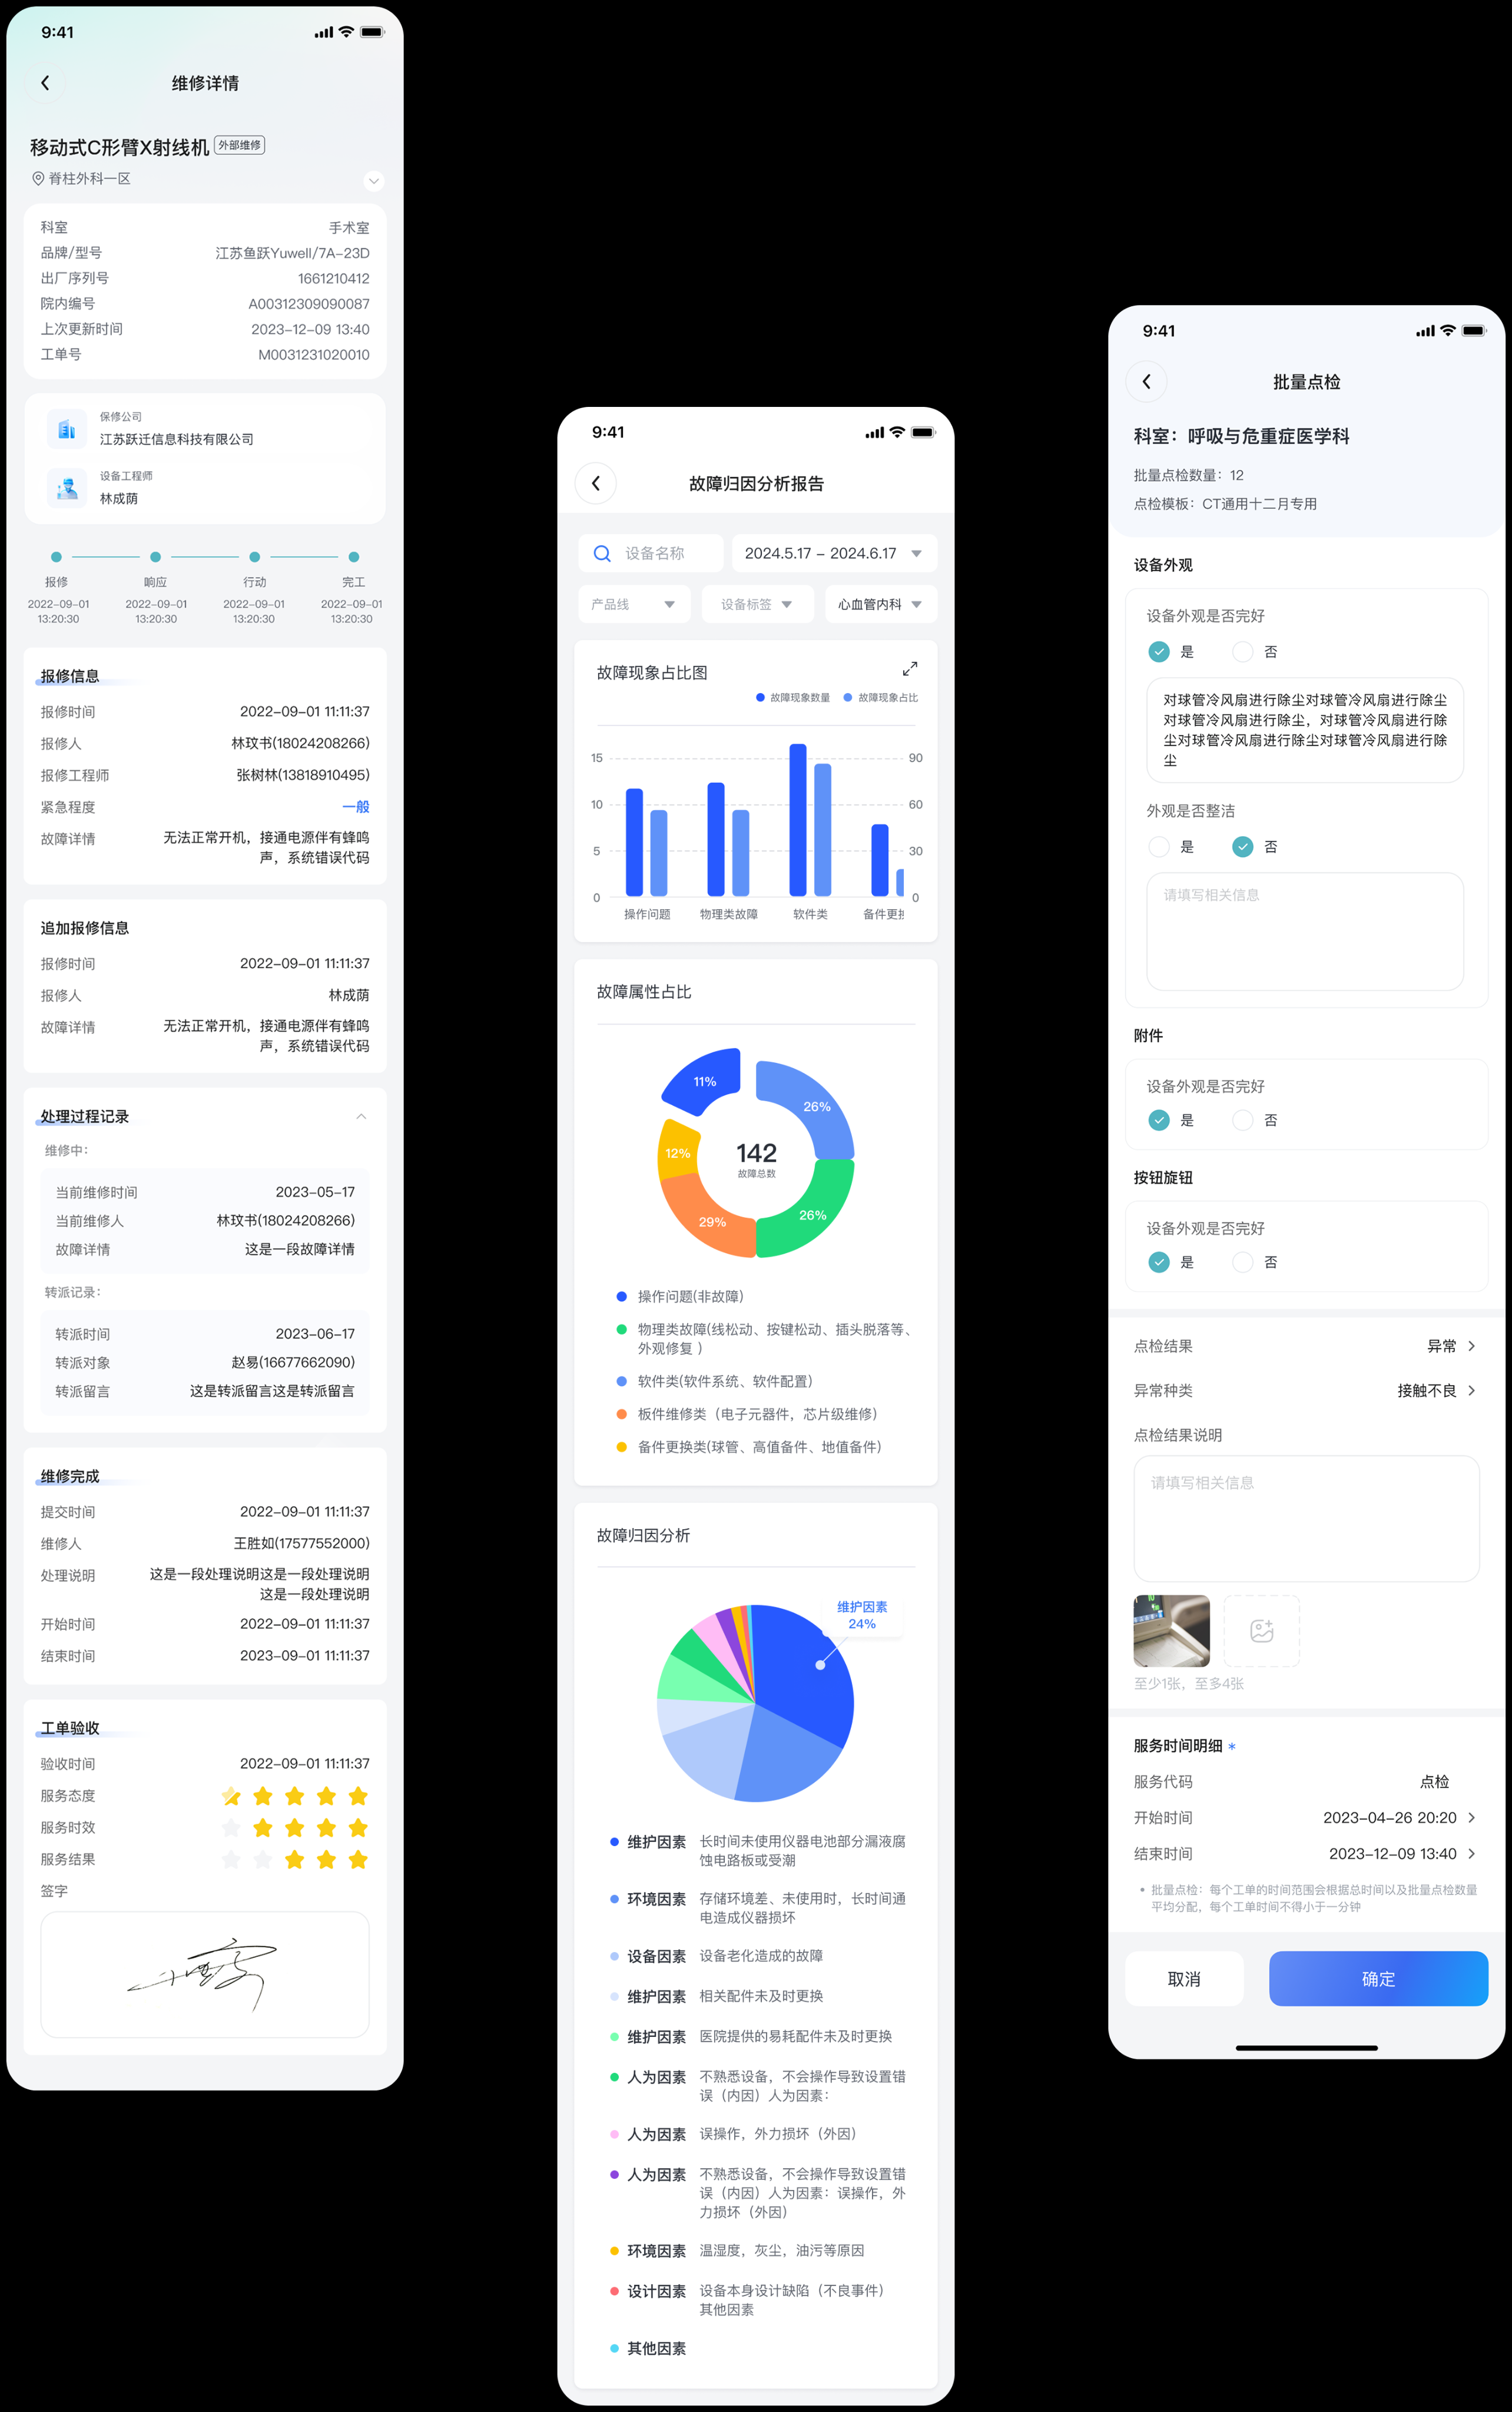 9:41
维修详情
移动式C形臂X射线机 外部维修
脊柱外科一区
科室 手术室
品牌/型号 江苏鱼跃Yuwell/7A-23D
出厂序列号 1661210412
院内编号 A00312309090087
上次更新时间 2023-12-09 13:40
工单号 M0031231020010
保修公司
江苏跃迁信息科技有限公司
设备工程师
林成荫
报修 响应 行动 完工
2022-09-01 2022-09-01 2022-09-01 2022-09-01
13:20:30 13:20:30 13:20:30 13:20:30
报修信息
报修时间 2022-09-01 11:11:37
报修人 林玟书(18024208266)
报修工程师 张树林(13818910495)
紧急程度 一般
故障详情 无法正常开机，接通电源伴有蜂鸣
声，系统错误代码
追加报修信息
报修时间 2022-09-01 11:11:37
报修人 林成荫
故障详情 无法正常开机，接通电源伴有蜂鸣
声，系统错误代码
处理过程记录
维修中：
当前维修时间 2023-05-17
当前维修人 林玟书(18024208266)
故障详情 这是一段故障详情
转派记录：
转派时间 2023-06-17
转派对象 赵易(16677662090)
转派留言 这是转派留言这是转派留言
维修完成
提交时间 2022-09-01 11:11:37
维修人 王胜如(17577552000)
处理说明 这是一段处理说明这是一段处理说明
这是一段处理说明
开始时间 2022-09-01 11:11:37
结束时间 2023-09-01 11:11:37
工单验收
验收时间 2022-09-01 11:11:37
服务态度
服务时效
服务结果
签字
9:41
故障归因分析报告
设备名称 2024.5.17 - 2024.6.17
产品线 设备标签 心血管内科
故障现象占比图
故障现象数量 故障现象占比
15 90
10 60
5 30
0 0
操作问题 物理类故障 软件类 备件更
故障属性占比
11%
26%
12%
142
故障总数
29%
26%
操作问题(非故障)
物理类故障(线松动、按键松动、插头脱落等、
外观修复 )
软件类(软件系统、软件配置)
板件维修类（电子元器件，芯片级维修）
备件更换类(球管、高值备件、地值备件)
故障归因分析
维护因素
24%
维护因素 长时间未使用仪器电池部分漏液腐
蚀电路板或受潮
环境因素 存储环境差、未使用时，长时间通
电造成仪器损坏
设备因素 设备老化造成的故障
维护因素 相关配件未及时更换
维护因素 医院提供的易耗配件未及时更换
人为因素 不熟悉设备，不会操作导致设置错
误（内因）人为因素：
人为因素 误操作，外力损坏（外因）
人为因素 不熟悉设备，不会操作导致设置错
误（内因）人为因素：误操作，外
力损坏（外因）
环境因素 温湿度，灰尘，油污等原因
设计因素 设备本身设计缺陷（不良事件）
其他因素
其他因素
9:41
批量点检
科室：呼吸与危重症医学科
批量点检数量：12
点检模板：CT通用十二月专用
设备外观
设备外观是否完好
是 否
对球管冷风扇进行除尘对球管冷风扇进行除尘
对球管冷风扇进行除尘，对球管冷风扇进行除
尘对球管冷风扇进行除尘对球管冷风扇进行除
尘
外观是否整洁
是 否
请填写相关信息
附件
设备外观是否完好
是 否
按钮旋钮
设备外观是否完好
是 否
点检结果 异常
异常种类 接触不良
点检结果说明
请填写相关信息
至少1张，至多4张
服务时间明细 *
服务代码 点检
开始时间 2023-04-26 20:20
结束时间 2023-12-09 13:40
• 批量点检：每个工单的时间范围会根据总时间以及批量点检数量
平均分配，每个工单时间不得小于一分钟
取消 确定